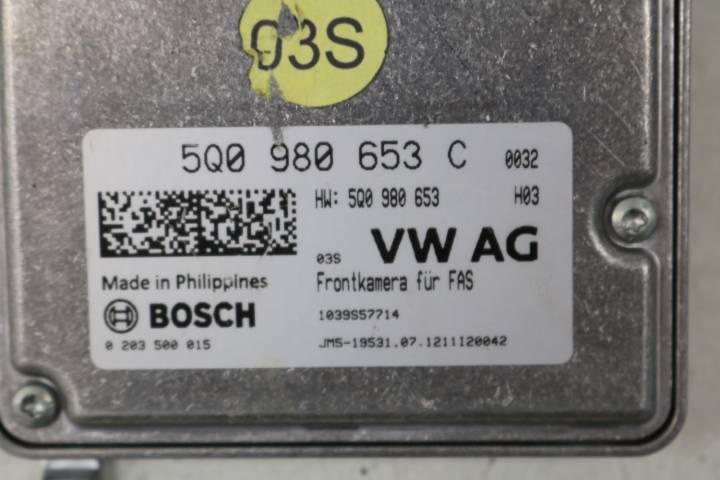 03S
5Q0 980 653 C 0032
HW: 5Q0 980 653 H03
03S VW AG
Made in Philippines Frontkamera für FAS
BOSCH 1039S57714
0 203 500 015 JM5-19531.07.1211I20042